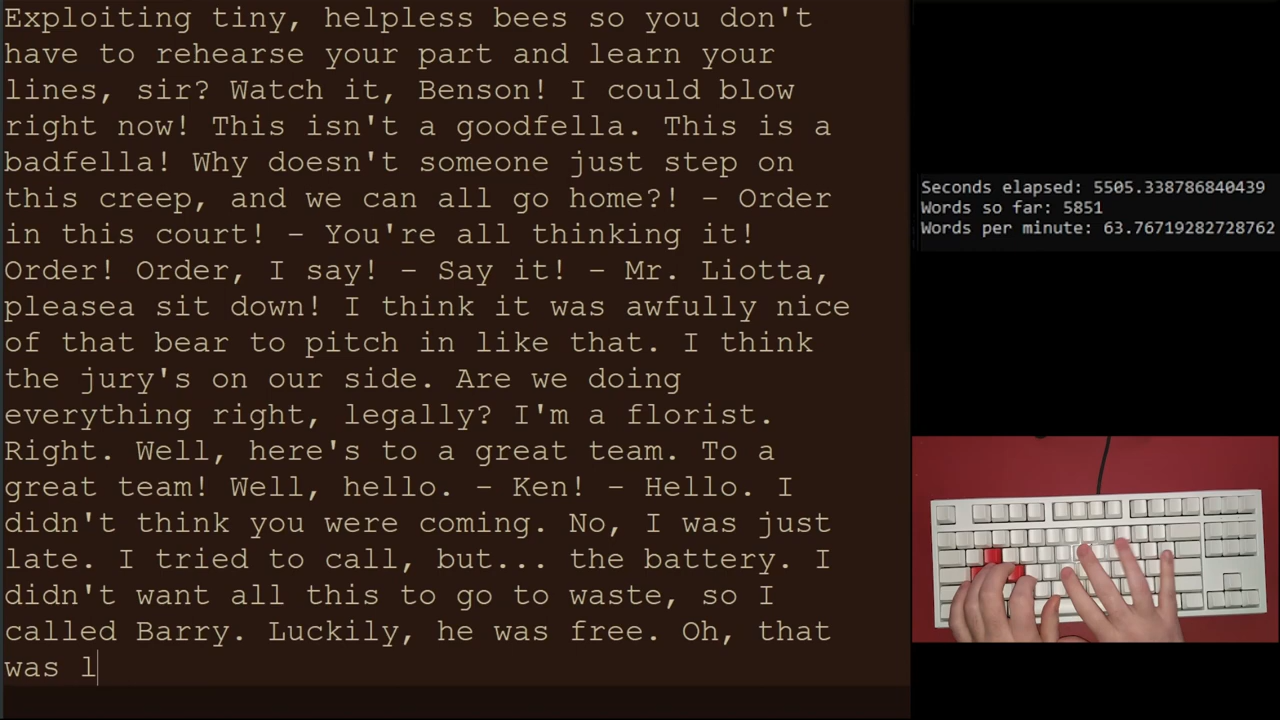 Exploiting tiny, helpless bees so you don't
have to rehearse your part and learn your
lines, sir? Watch it, Benson! I could blow
right now! This isn't a goodfella. This is a
badfella! Why doesn't someone just step on
this creep, and we can all go home?! - Order
in this court! - You're all thinking it!
Order! Order, I say! - Say it! - Mr. Liotta,
pleasea sit down! I think it was awfully nice
of that bear to pitch in like that. I think
the jury's on our side. Are we doing
everything right, legally? I'm a florist.
Right. Well, here's to a great team. To a
great team! Well, hello. - Ken! - Hello. I
didn't think you were coming. No, I was just
late. I tried to call, but... the battery. I
didn't want all this to go to waste, so I
called Barry. Luckily, he was free. Oh, that
was l
Seconds elapsed: 5505.338786840439
Words so far: 5851
Words per minute: 63.76719282728762